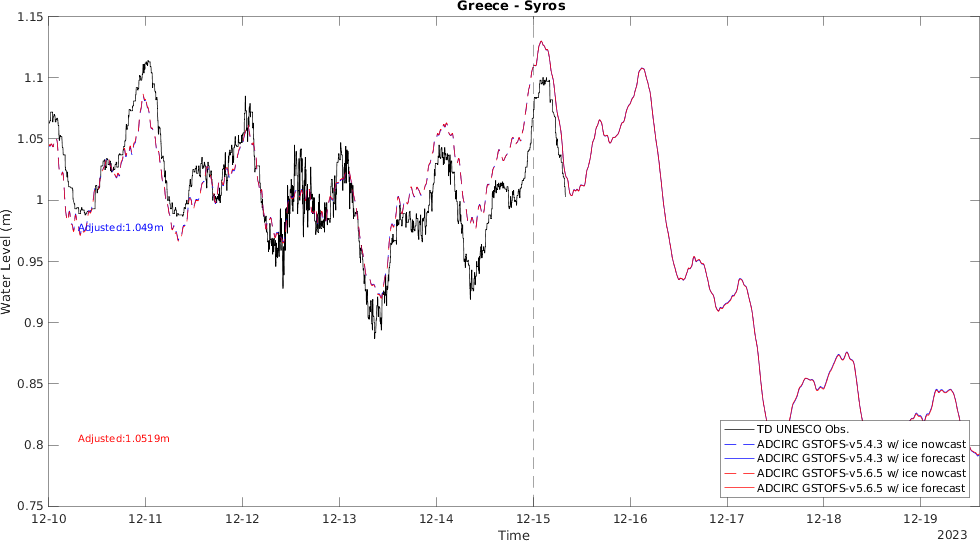 Greece - Syros
1.15
1.1
1.05
1
0.95
0.9
0.85
0.8
0.75
Water Level (m)
Adjusted:1.049m
Adjusted:1.0519m
TD UNESCO Obs.
ADCIRC GSTOFS-v5.4.3 w/ ice nowcast
ADCIRC GSTOFS-v5.4.3 w/ ice forecast
ADCIRC GSTOFS-v5.6.5 w/ ice nowcast
ADCIRC GSTOFS-v5.6.5 w/ ice forecast
12-10 12-11 12-12 12-13 12-14 12-15 12-16 12-17 12-18 12-19
Time
2023